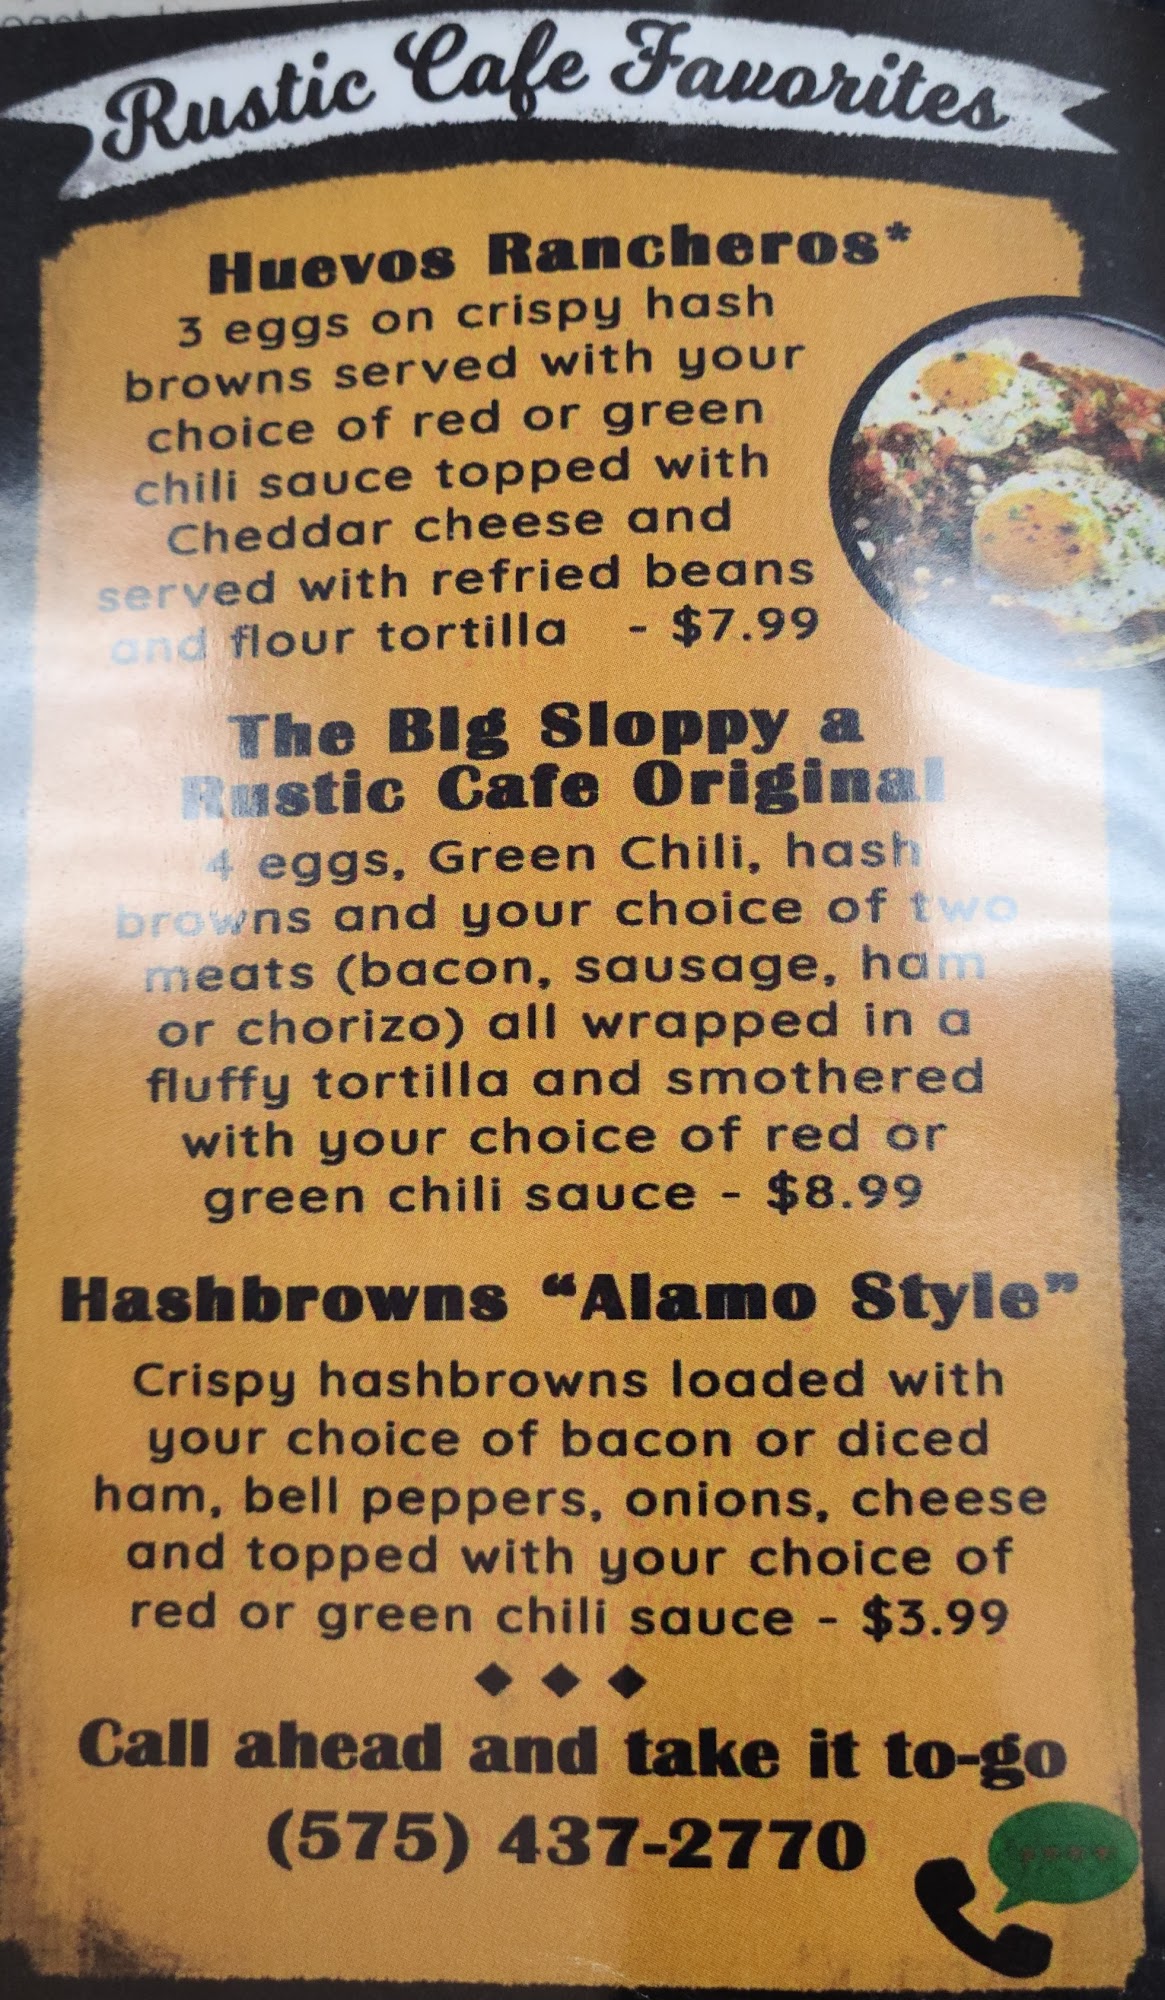 Rustic Cafe Favorites
Huevos Rancheros*
3 eggs on crispy hash
browns served with your
choice of red or green
chili sauce topped with
Cheddar cheese and
served with refried beans
and flour tortilla - $7.99
The BIg Sloppy a
Rustic Cafe Original
4 eggs, Green Chili, hash
browns and your choice of two
meats (bacon, sausage, ham
or chorizo) all wrapped in a
fluffy tortilla and smothered
with your choice of red or
green chili sauce - $8.99
Hashbrowns “Alamo Style”
Crispy hashbrowns loaded with
your choice of bacon or diced
ham, bell peppers, onions, cheese
and topped with your choice of
red or green chili sauce - $3.99
Call ahead and take it to-go
(575) 437-2770